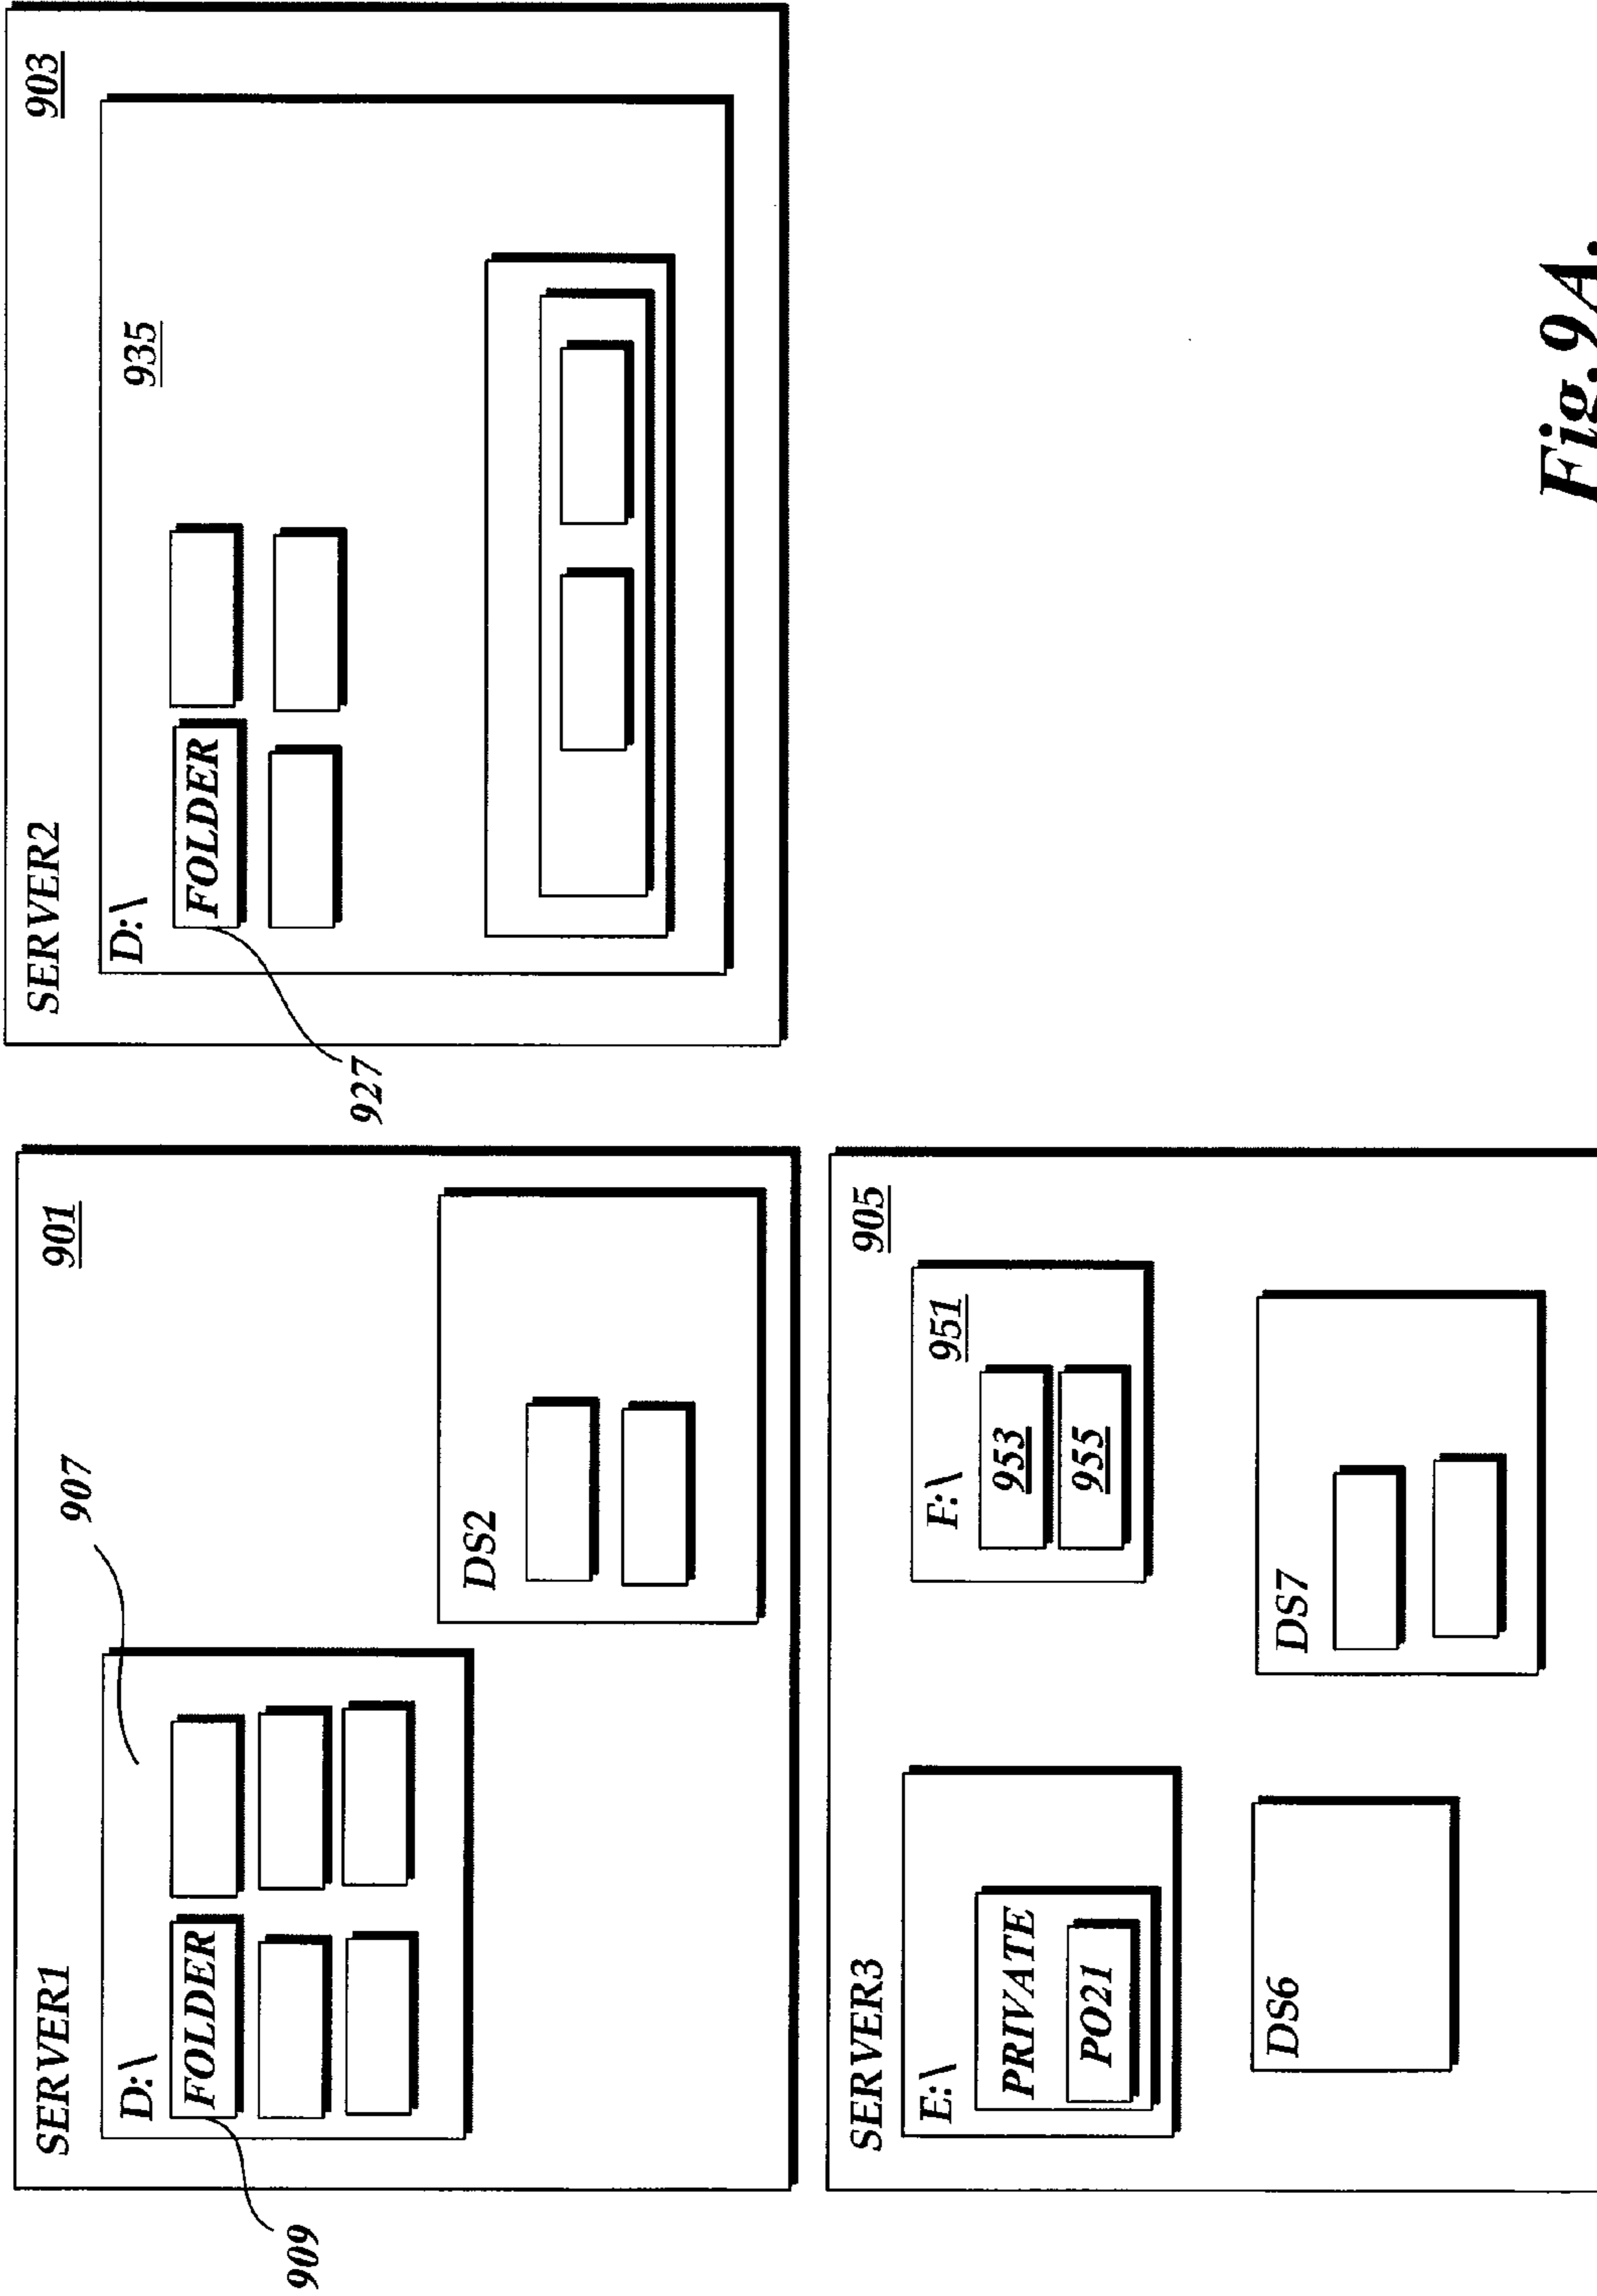 SERVER1
901
907
D:\
FOLDER
909
DS2
SERVER2
903
D:\
935
FOLDER
927
SERVER3
905
E:\
PRIVATE
PO21
F:\
951
953
955
DS6
DS7
Fig.9A.